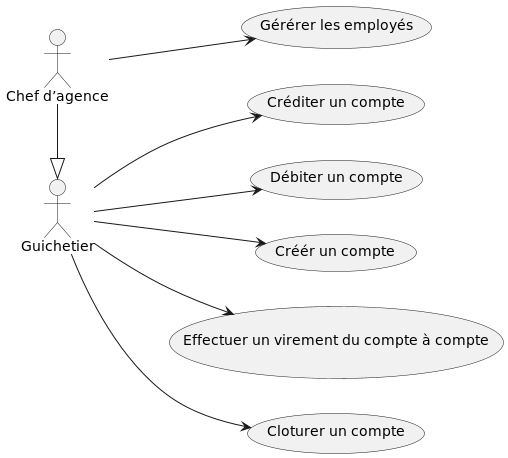 Gérérer les employés
Chef d’agence
Créditer un compte
Débiter un compte
Guichetier
Créér un compte
Effectuer un virement du compte à compte
Cloturer un compte